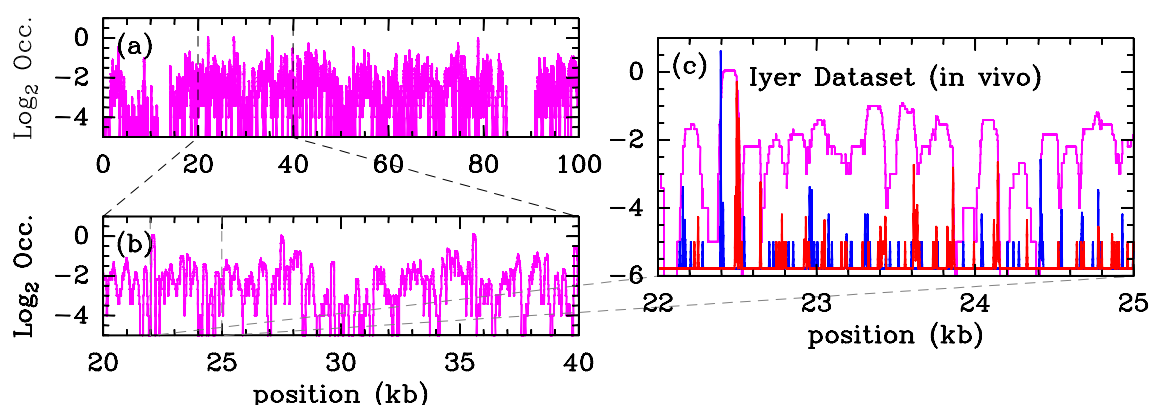 (a)
Log₂ Occ.
0
−2
−4
0 20 40 60 80 100
(b)
Log₂ Occ.
0
−2
−4
20 25 30 35 40
position (kb)
(c) Iyer Dataset (in vivo)
0
−2
−4
−6
22 23 24 25
position (kb)